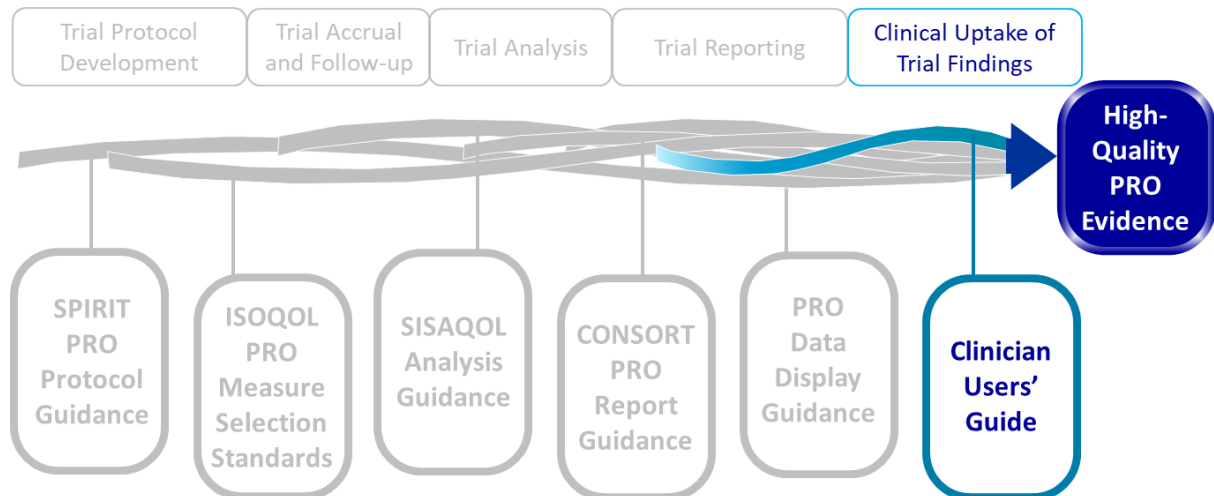 Trial Protocol
Development
Trial Accrual
and Follow-up
Trial Analysis
Trial Reporting
Clinical Uptake of
Trial Findings
High-
Quality
PRO
Evidence
SPIRIT
PRO
Protocol
Guidance
ISOQOL
PRO
Measure
Selection
Standards
SISAQOL
Analysis
Guidance
CONSORT
PRO
Report
Guidance
PRO
Data
Display
Guidance
Clinician
Users’
Guide